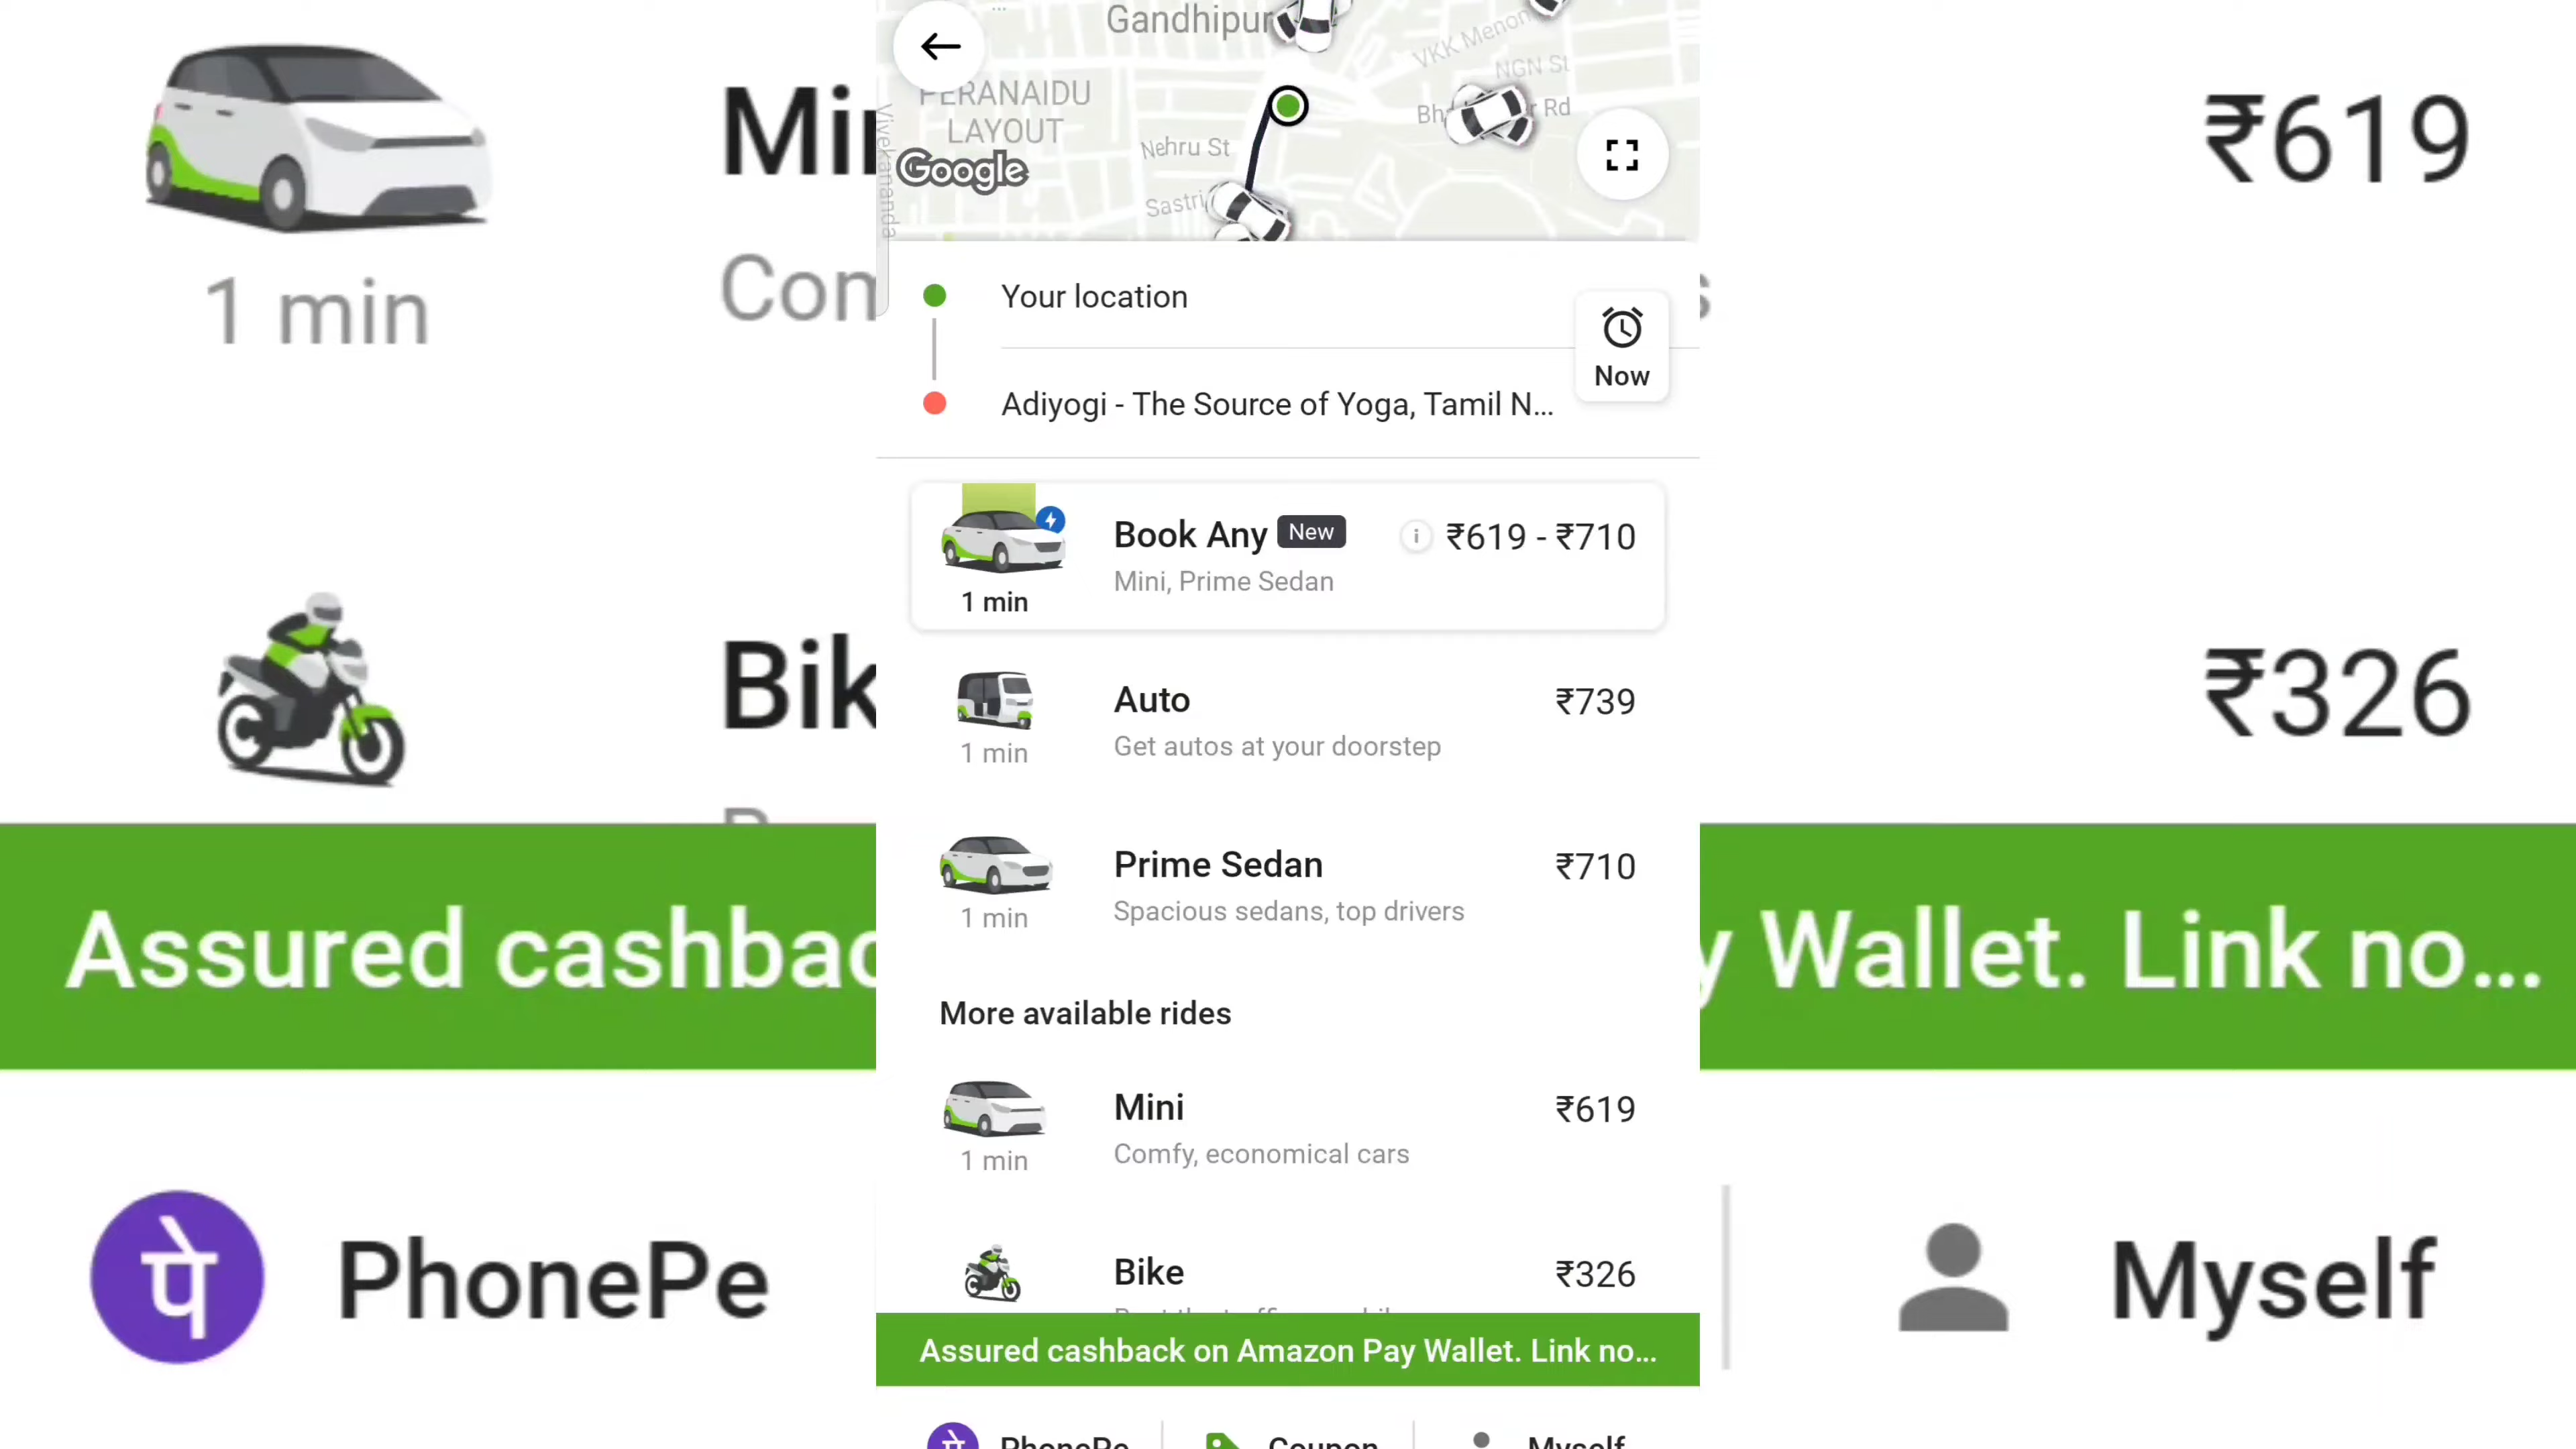 Gandhipur
VKK Menon
NGN St
PERANAIDU
LAYOUT
Rd
Nehru St
Vivekananda
Google
Sastri
Your location
Now
Adiyogi - The Source of Yoga, Tamil N...
Book Any New ₹619 - ₹710
Mini, Prime Sedan
1 min
Auto ₹739
Get autos at your doorstep
1 min
Prime Sedan ₹710
Spacious sedans, top drivers
1 min
More available rides
Mini ₹619
Comfy, economical cars
1 min
Bike ₹326
Assured cashback on Amazon Pay Wallet. Link no...
पे PhonePe Coupon Myself
₹619
1 min
₹326
Assured cashbac
Wallet. Link no...
पे PhonePe
Myself